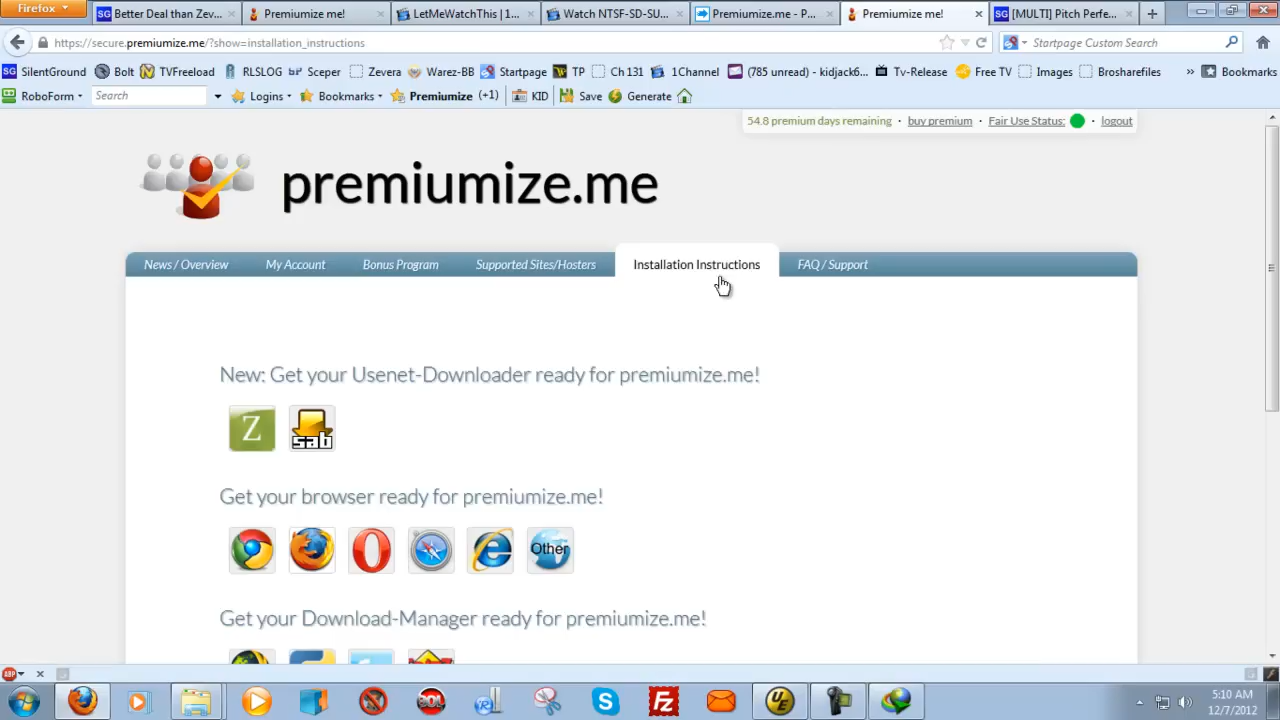 Firefox
Better Deal than Zev...
Premiumize me!
LetMeWatchThis | 1...
Watch NTSF-SD-SU...
Premiumize.me - P...
Premiumize me!
[MULTI] Pitch Perfe...
https://secure.premiumize.me/?show=installation_instructions
Startpage Custom Search
SilentGround
Bolt
TVFreeload
RLSLOG
Sceper
Zevera
Warez-BB
Startpage
TP
Ch 131
1Channel
(785 unread) - kidjack6...
Tv-Release
Free TV
Images
Brosharefiles
»
Bookmarks
RoboForm
Search
Logins
Bookmarks
Premiumize (+1)
KID
Save
Generate
54.8 premium days remaining · buy premium · Fair Use Status: · logout
premiumize.me
News / Overview
My Account
Bonus Program
Supported Sites/Hosters
Installation Instructions
FAQ / Support
New: Get your Usenet-Downloader ready for premiumize.me!
Z
sab
Get your browser ready for premiumize.me!
Other
Get your Download-Manager ready for premiumize.me!
ABP
5:10 AM
12/7/2012